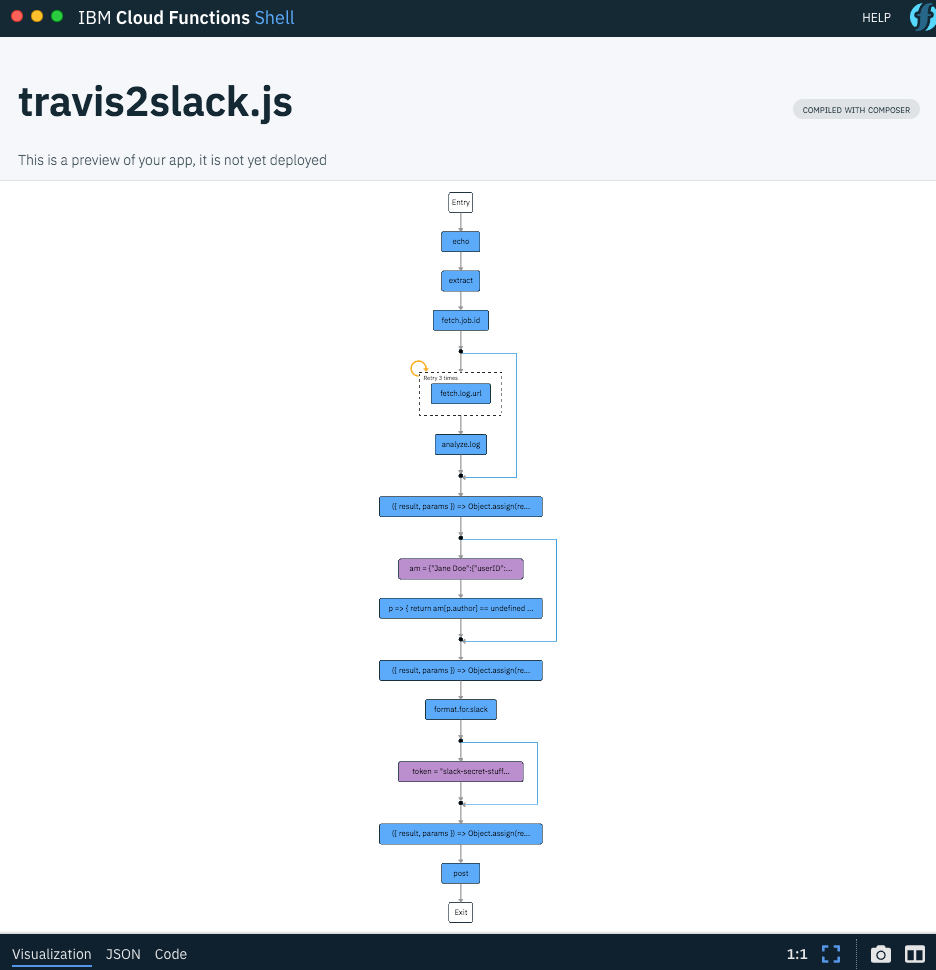 IBM Cloud Functions Shell
HELP
travis2slack.js
COMPILED WITH COMPOSER
This is a preview of your app, it is not yet deployed
Entry
echo
extract
fetch.job.id
Retry 3 times
fetch.log.url
analyze.log
({ result, params }) => Object.assign(re...
am = {"Jane Doe":{"userID":...
p => { return am[p.author] == undefined ...
({ result, params }) => Object.assign(re...
format.for.slack
token = "slack-secret-stuff...
({ result, params }) => Object.assign(re...
post
Exit
Visualization JSON Code
1:1